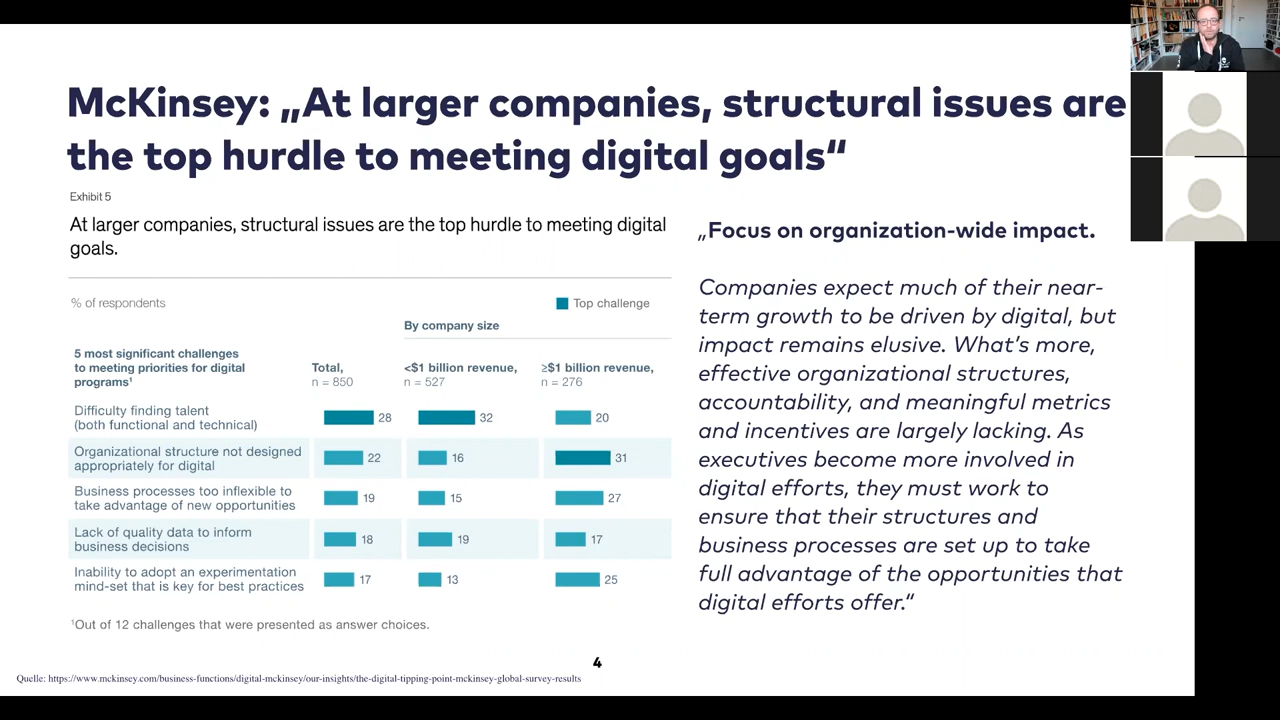 McKinsey: „At larger companies, structural issues are
the top hurdle to meeting digital goals“
Exhibit 5
At larger companies, structural issues are the top hurdle to meeting digital
goals.
% of respondents
Top challenge
By company size
5 most significant challenges
to meeting priorities for digital
programs¹
Total,
n = 850
<$1 billion revenue,
n = 527
≥$1 billion revenue,
n = 276
Difficulty finding talent
(both functional and technical)
28
32
20
Organizational structure not designed
appropriately for digital
22
16
31
Business processes too inflexible to
take advantage of new opportunities
19
15
27
Lack of quality data to inform
business decisions
18
19
17
Inability to adopt an experimentation
mind-set that is key for best practices
17
13
25
¹Out of 12 challenges that were presented as answer choices.
„Focus on organization-wide impact.
Companies expect much of their near-
term growth to be driven by digital, but
impact remains elusive. What's more,
effective organizational structures,
accountability, and meaningful metrics
and incentives are largely lacking. As
executives become more involved in
digital efforts, they must work to
ensure that their structures and
business processes are set up to take
full advantage of the opportunities that
digital efforts offer.“
4
Quelle: https://www.mckinsey.com/business-functions/digital-mckinsey/our-insights/the-digital-tipping-point-mckinsey-global-survey-results